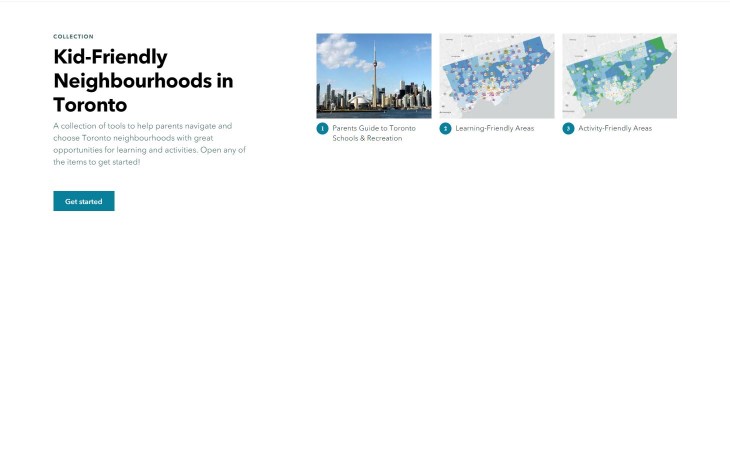 COLLECTION
Kid-Friendly
Neighbourhoods in
Toronto
A collection of tools to help parents navigate and
choose Toronto neighbourhoods with great
opportunities for learning and activities. Open any of
the items to get started!
Get started
1 Parents Guide to Toronto
Schools & Recreation
2 Learning-Friendly Areas
3 Activity-Friendly Areas